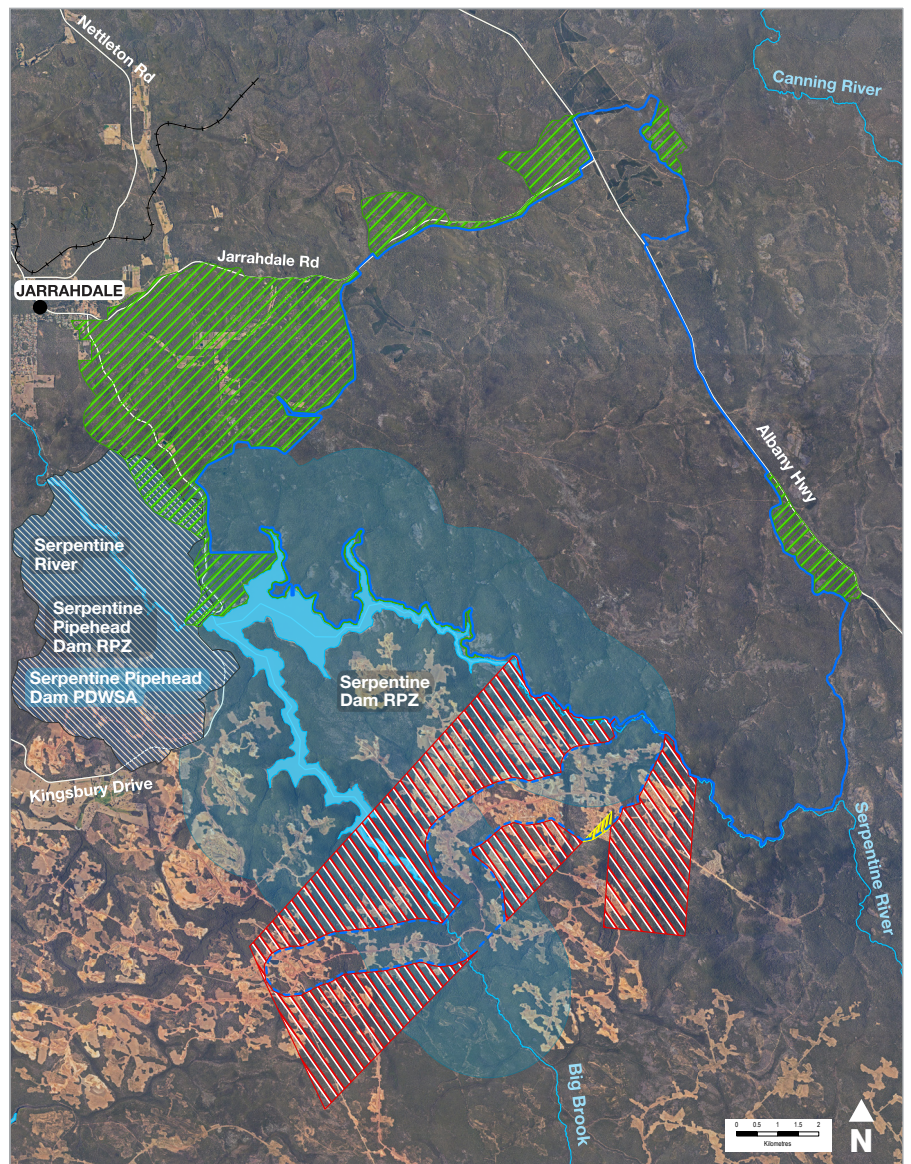 Nettleton Rd
Canning River
Jarrahdale Rd
JARRAHDALE
Albany Hwy
Serpentine
River
Serpentine
Pipehead
Dam RPZ
Serpentine Pipehead
Dam PDWSA
Serpentine
Dam RPZ
Kingsbury Drive
Serpentine River
Big Brook
0 0.5 1 1.5 2
Kilometres
N